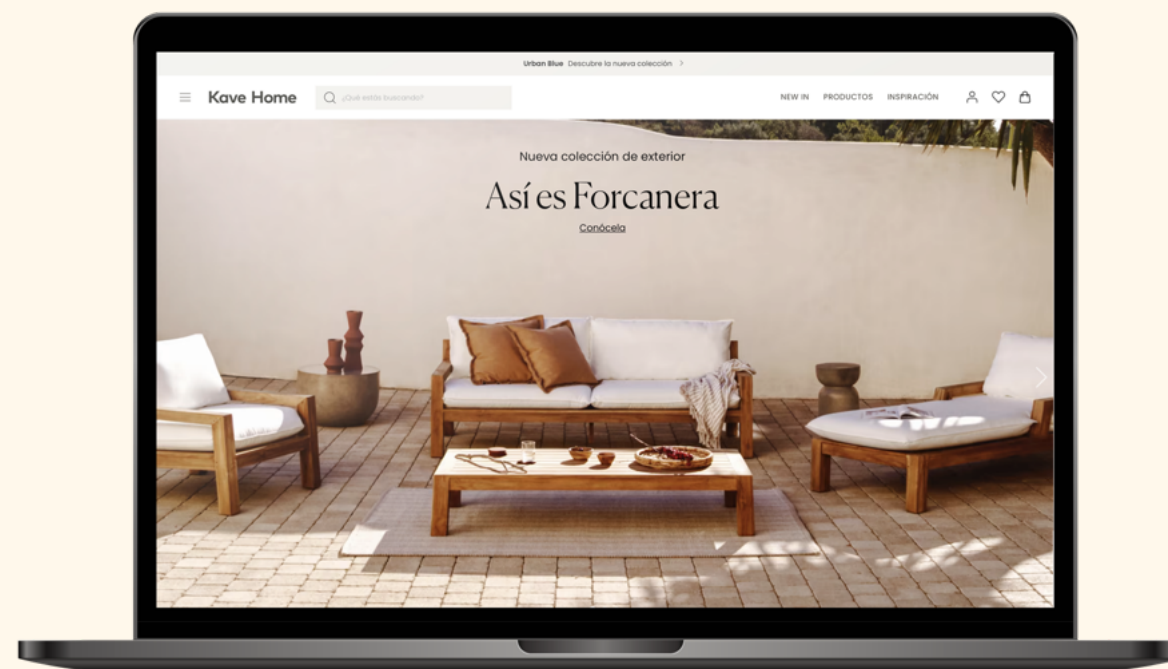 Urban Blue Descubre la nueva colección >
Kave Home
¿Qué estás buscando?
NEW IN PRODUCTOS INSPIRACIÓN
Nueva colección de exterior
Así es Forcanera
Conócela